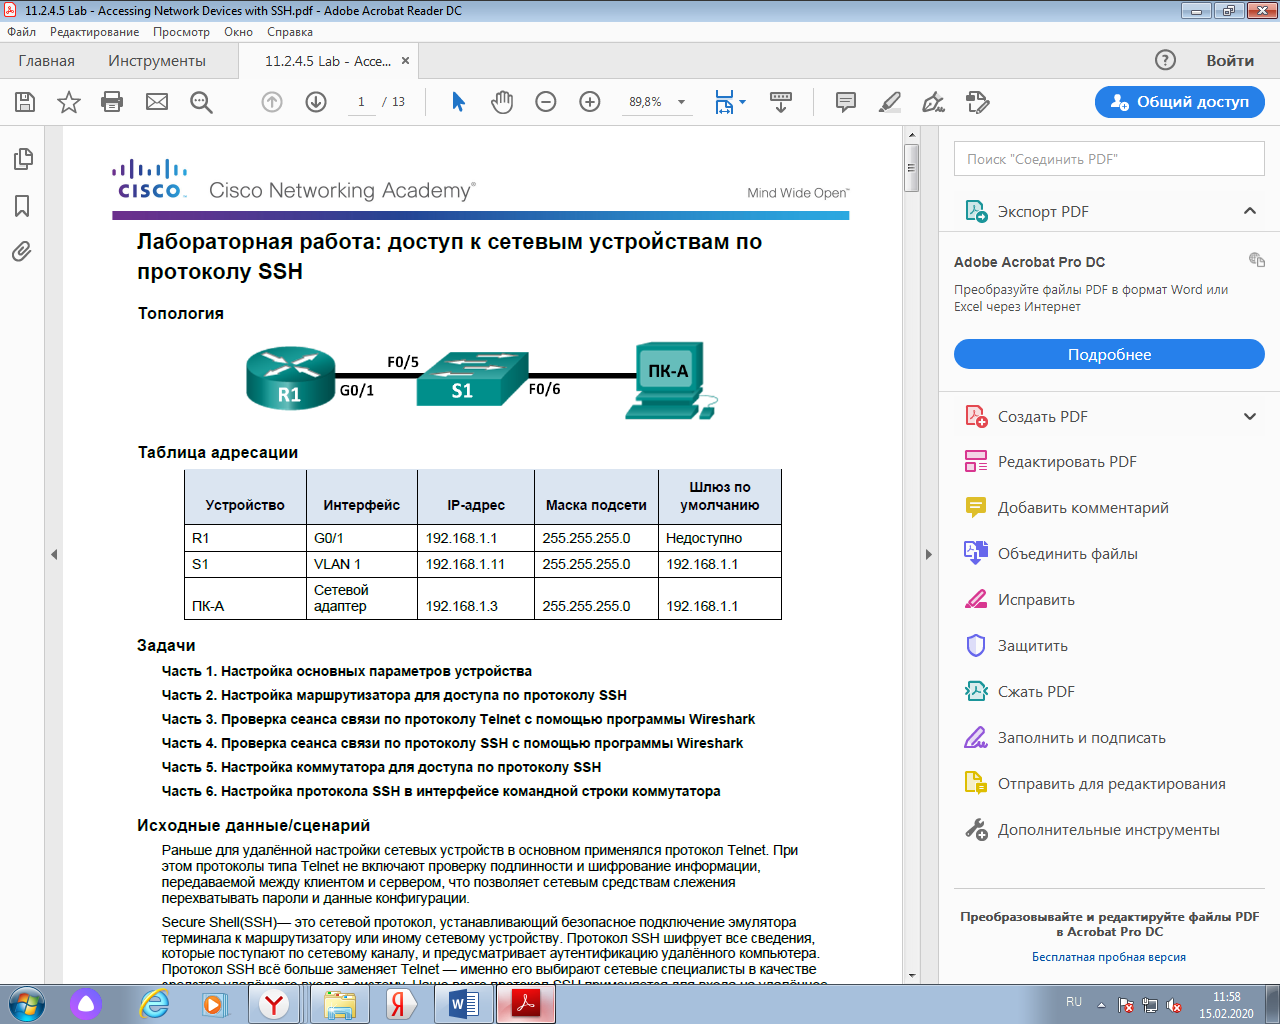 11.2.4.5 Lab - Accessing Network Devices with SSH.pdf - Adobe Acrobat Reader DC
Файл Редактирование Просмотр Окно Справка
Главная Инструменты 11.2.4.5 Lab - Acce... × ? Войти
1 / 13 89,8% Общий доступ
CISCO Cisco Networking Academy® Mind Wide Open™
Лабораторная работа: доступ к сетевым устройствам по
протоколу SSH
Топология
R1 G0/1 F0/5 S1 F0/6 ПК-А
Таблица адресации
Устройство Интерфейс IP-адрес Маска подсети Шлюз по умолчанию
R1 G0/1 192.168.1.1 255.255.255.0 Недоступно
S1 VLAN 1 192.168.1.11 255.255.255.0 192.168.1.1
ПК-А Сетевой адаптер 192.168.1.3 255.255.255.0 192.168.1.1
Задачи
Часть 1. Настройка основных параметров устройства
Часть 2. Настройка маршрутизатора для доступа по протоколу SSH
Часть 3. Проверка сеанса связи по протоколу Telnet с помощью программы Wireshark
Часть 4. Проверка сеанса связи по протоколу SSH с помощью программы Wireshark
Часть 5. Настройка коммутатора для доступа по протоколу SSH
Часть 6. Настройка протокола SSH в интерфейсе командной строки коммутатора
Исходные данные/сценарий
Раньше для удалённой настройки сетевых устройств в основном применялся протокол Telnet. При
этом протоколы типа Telnet не включают проверку подлинности и шифрование информации,
передаваемой между клиентом и сервером, что позволяет сетевым средствам слежения
перехватывать пароли и данные конфигурации.
Secure Shell(SSH)— это сетевой протокол, устанавливающий безопасное подключение эмулятора
терминала к маршрутизатору или иному сетевому устройству. Протокол SSH шифрует все сведения,
которые поступают по сетевому каналу, и предусматривает аутентификацию удалённого компьютера.
Протокол SSH всё больше заменяет Telnet — именно его выбирают сетевые специалисты в качестве
Поиск "Соединить PDF"
Экспорт PDF
Adobe Acrobat Pro DC
Преобразуйте файлы PDF в формат Word или
Excel через Интернет
Подробнее
Создать PDF
Редактировать PDF
Добавить комментарий
Объединить файлы
Исправить
Защитить
Сжать PDF
Заполнить и подписать
Отправить для редактирования
Дополнительные инструменты
Преобразовывайте и редактируйте файлы PDF
в Acrobat Pro DC
Бесплатная пробная версия
RU 11:58
15.02.2020